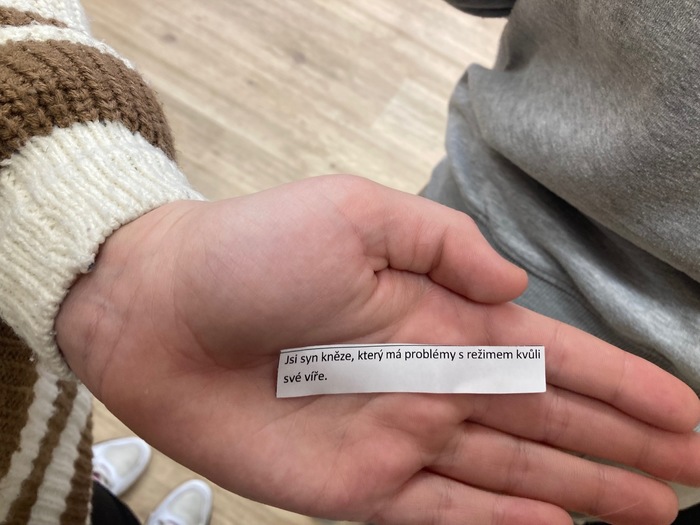 Jsi syn kněze, který má problémy s režimem kvůli
své víře.